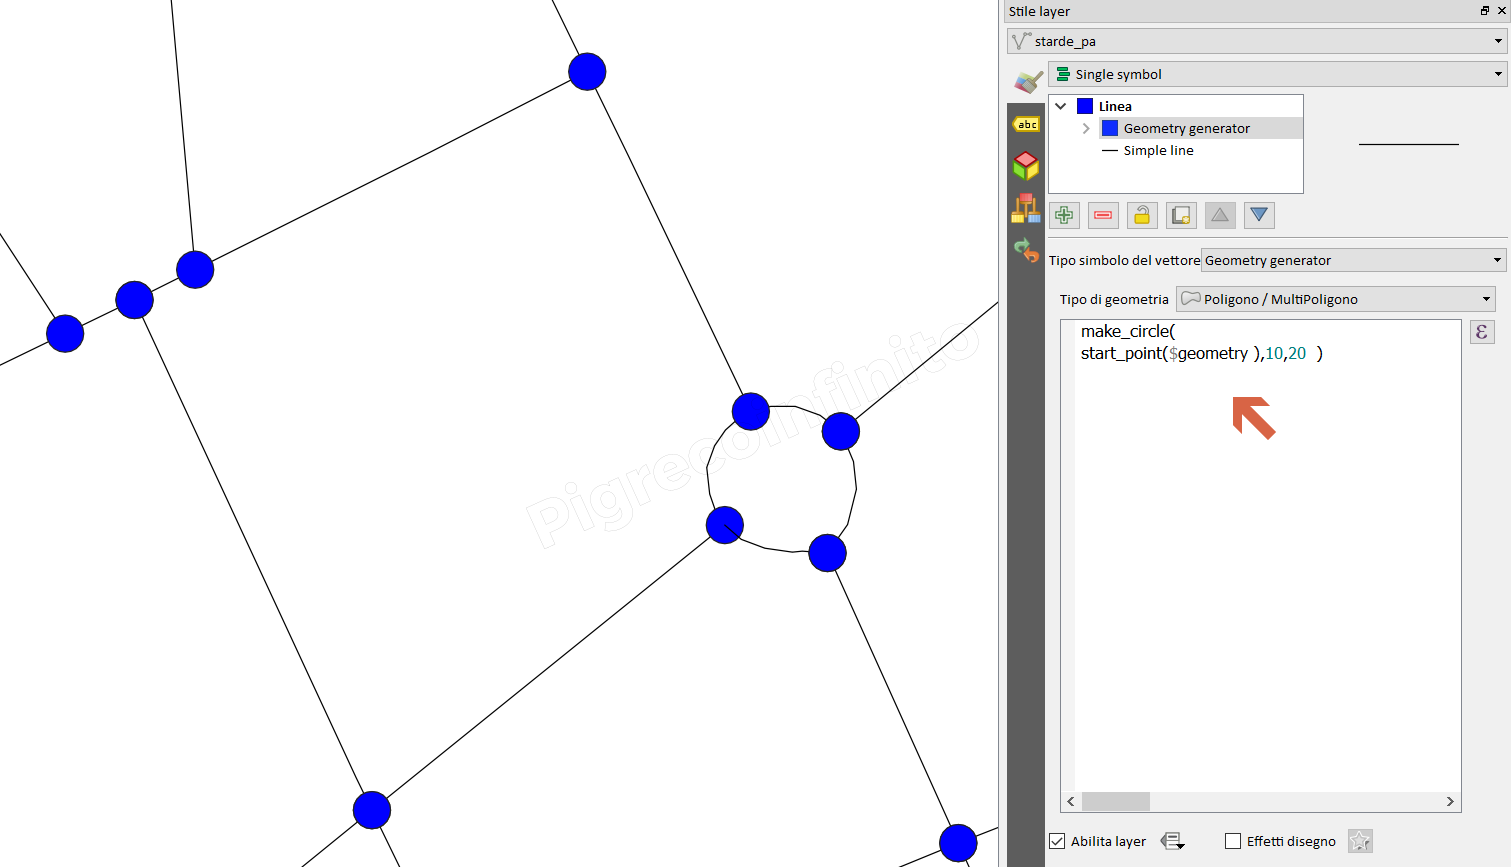 Stile layer
starde_pa
Single symbol
Linea
Geometry generator
Simple line
abc
Tipo simbolo del vettore Geometry generator
Tipo di geometria Poligono / MultiPoligono
make_circle(
start_point($geometry ),10,20 )
ε
Abilita layer Effetti disegno
Pigrecoinfinito